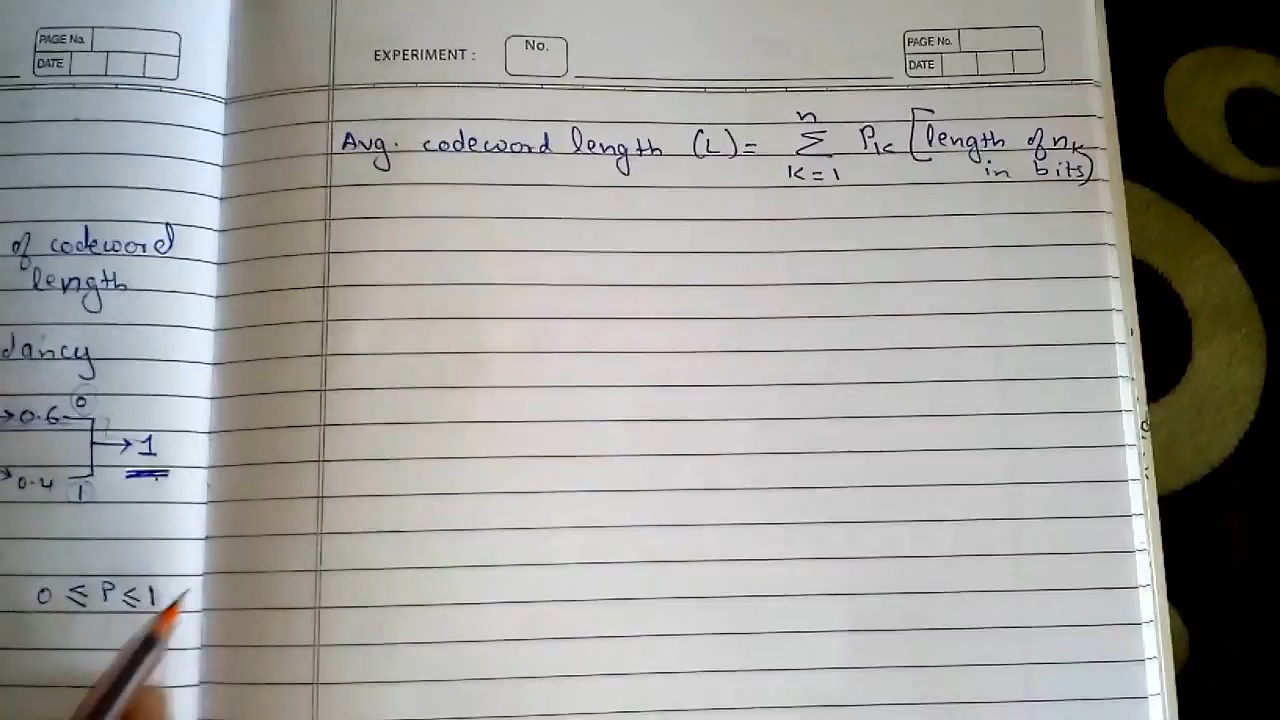 PAGE No.
DATE
of codeword
length
dancy
0
→0.6
→1
0.4
1
0 ≤ P ≤ 1
EXPERIMENT :
No.
PAGE No.
DATE
Avg. codeword length (L) = n Σ k=1 Pk [length of nk
in bits)